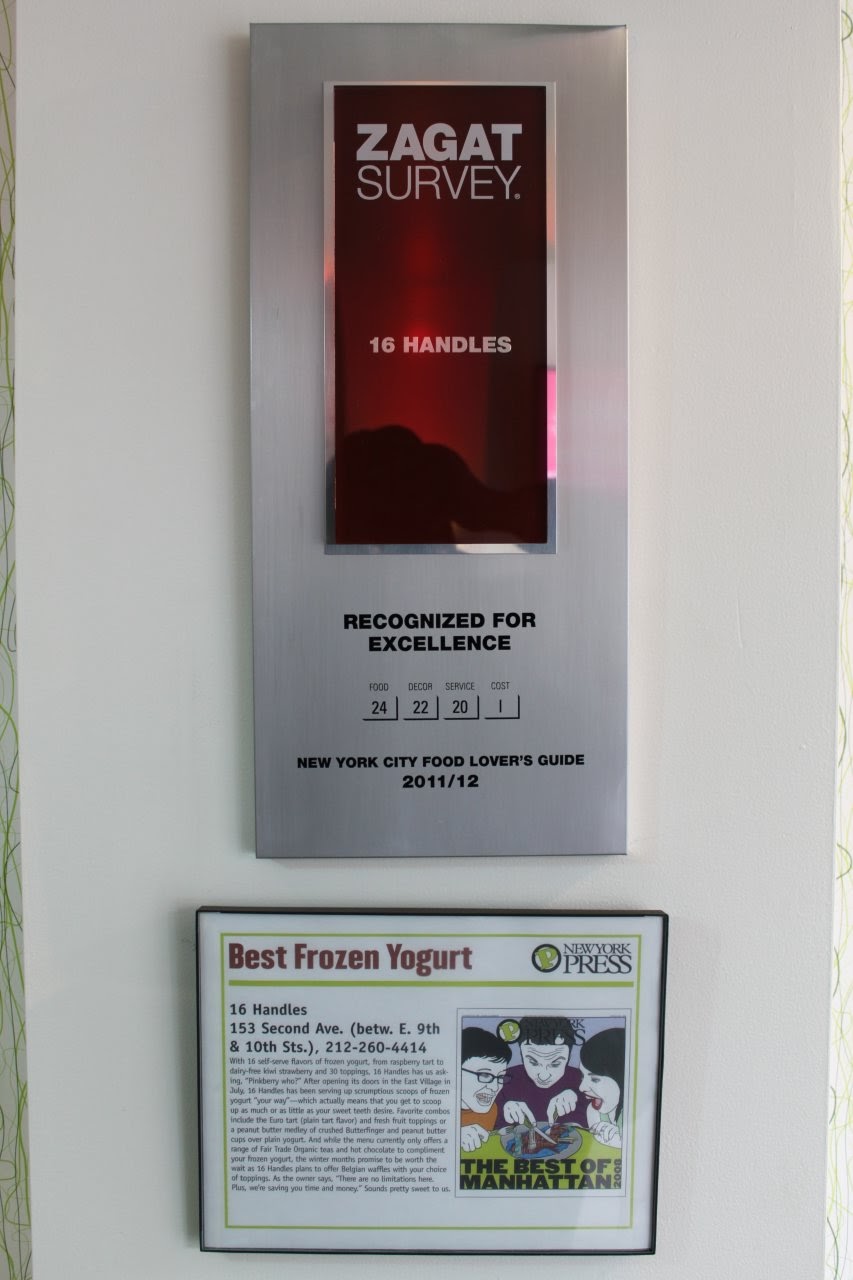 ZAGAT
SURVEY®
16 HANDLES
RECOGNIZED FOR
EXCELLENCE
FOOD DECOR SERVICE COST
24 22 20 I
NEW YORK CITY FOOD LOVER'S GUIDE
2011/12
Best Frozen Yogurt
P NEW YORK
PRESS
16 Handles
153 Second Ave. (betw. E. 9th
& 10th Sts.), 212-260-4414
With 16 self-serve flavors of frozen yogurt, from raspberry tart to
dairy-free kiwi strawberry and 30 toppings, 16 Handles has us ask-
ing, "Pinkberry who?" After opening its doors in the East Village in
July, 16 Handles has been serving up scrumptious scoops of frozen
yogurt "your way"—which actually means that you get to scoop
up as much or as little as your sweet teeth desire. Favorite combos
include the Euro tart (plain tart flavor) and fresh fruit toppings or
a peanut butter medley of crushed Butterfinger and peanut butter
cups over plain yogurt. And while the menu currently only offers a
range of Fair Trade Organic teas and hot chocolate to compliment
your frozen yogurt, the winter months promise to be worth the
wait as 16 Handles plans to offer Belgian waffles with your choice
of toppings. As the owner says, "There are no limitations here.
Plus, we're saving you time and money." Sounds pretty sweet to us.
P NEW YORK
PRESS
THE BEST OF
MANHATTAN 2008